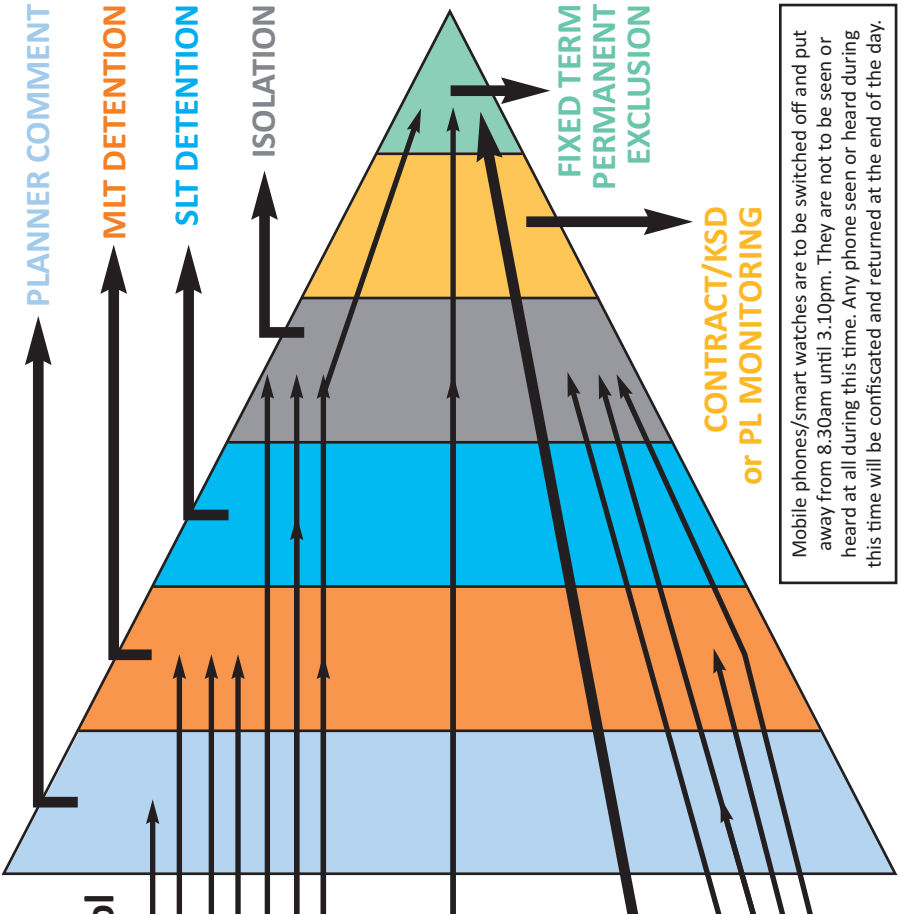 PLANNER COMMENT
MLT DETENTION
SLT DETENTION
ISOLATION
FIXED TERM
PERMANENT
EXCLUSION
CONTRACT/KSD
or PL MONITORING
Mobile phones/smart watches are to be switched off and put
away from 8.30am until 3.10pm. They are not to be seen or
heard at all during this time. Any phone seen or heard during
this time will be confiscated and returned at the end of the day.
ol